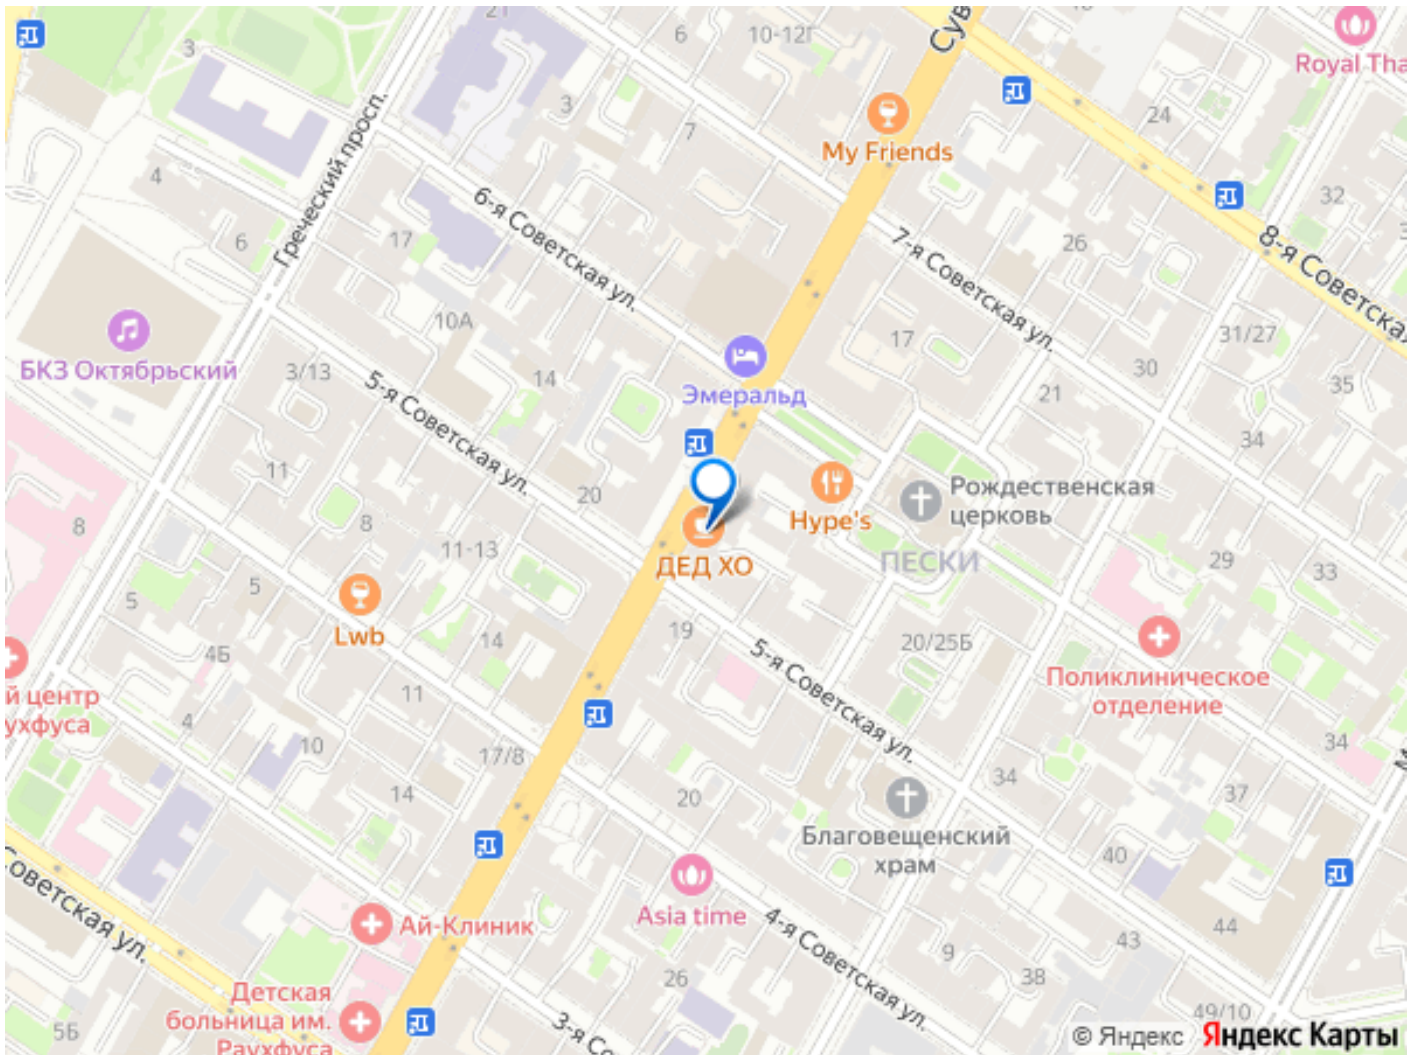 21
6
10-12Г
Сув
Royal Tha
3
3
7
24
My Friends
Греческий просп.
4
6
17
6-я Советская ул.
7-я Советская ул.
26
32
3
8-я Советская
10А
17
31/27
БКЗ Октябрьский
3/13
14
Эмеральд
30
21
35
34
5-я Советская ул.
11
20
8
8
11-13
Hype's
Рождественская
церковь
ПЕСКИ
29
33
ДЕД ХО
5
5
Lwb
4Б
14
19
20/25Б
5-я Советская ул.
Поликлиническое
отделение
й центр
ухфуса
11
4
10
17/8
14
20
34
34
37
Благовещенский
храм
40
Советская ул.
Asia time
4-я Советская ул.
Ай-Клиник
43
44
9
38
26
Детская
больница им.
Раухфуса
5Б
3-я Со
49/10
М
© Яндекс Яндекс Карты